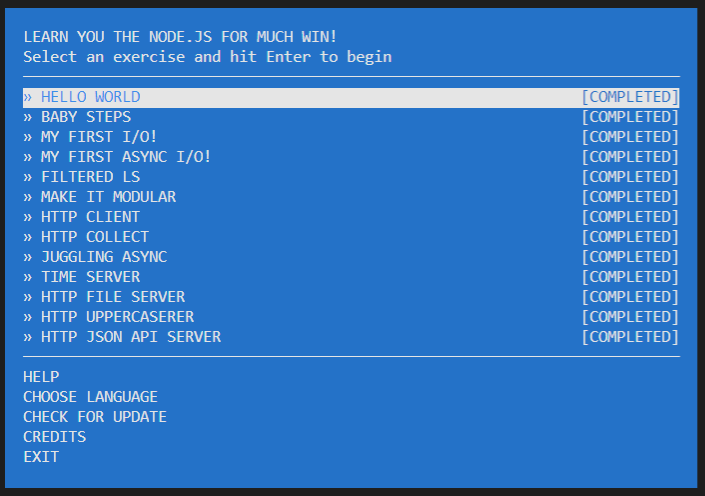 LEARN YOU THE NODE.JS FOR MUCH WIN!
Select an exercise and hit Enter to begin
» HELLO WORLD [COMPLETED]
» BABY STEPS [COMPLETED]
» MY FIRST I/O! [COMPLETED]
» MY FIRST ASYNC I/O! [COMPLETED]
» FILTERED LS [COMPLETED]
» MAKE IT MODULAR [COMPLETED]
» HTTP CLIENT [COMPLETED]
» HTTP COLLECT [COMPLETED]
» JUGGLING ASYNC [COMPLETED]
» TIME SERVER [COMPLETED]
» HTTP FILE SERVER [COMPLETED]
» HTTP UPPERCASERER [COMPLETED]
» HTTP JSON API SERVER [COMPLETED]
HELP
CHOOSE LANGUAGE
CHECK FOR UPDATE
CREDITS
EXIT